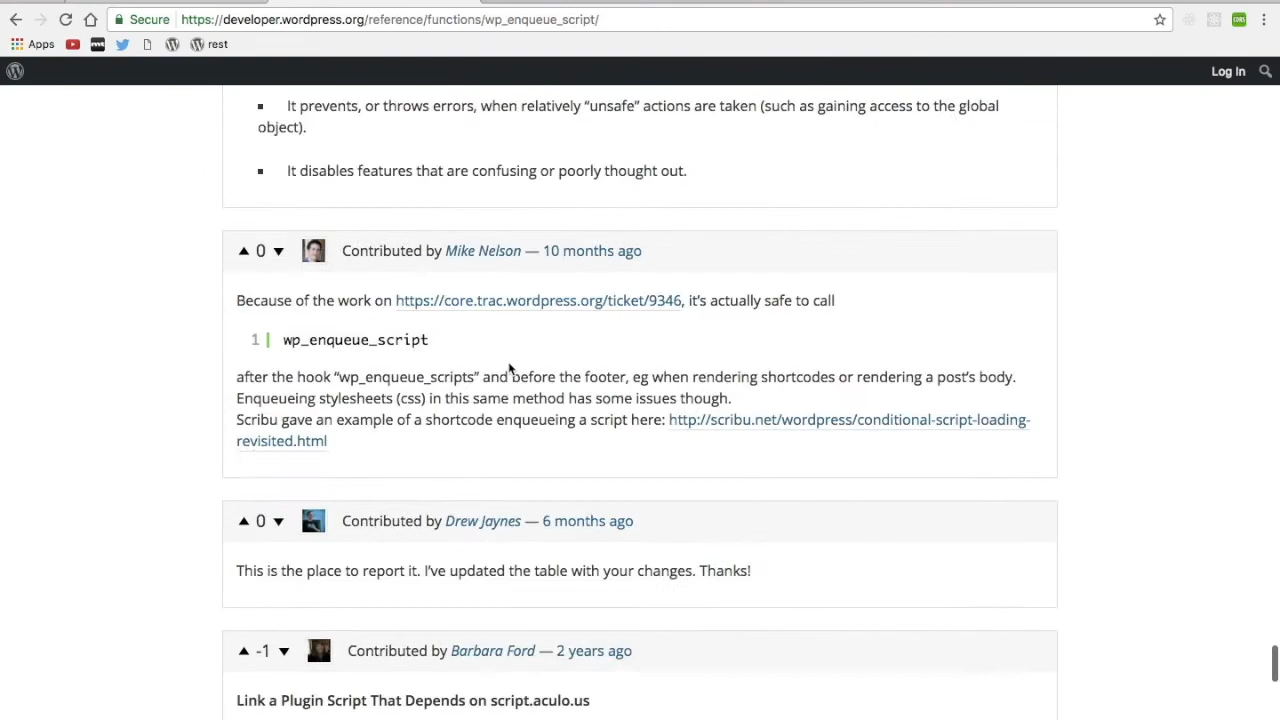 Secure https://developer.wordpress.org/reference/functions/wp_enqueue_script/
Apps rest
Log In
It prevents, or throws errors, when relatively “unsafe” actions are taken (such as gaining access to the global
object).
It disables features that are confusing or poorly thought out.
0 Contributed by Mike Nelson — 10 months ago
Because of the work on https://core.trac.wordpress.org/ticket/9346, it’s actually safe to call
1 wp_enqueue_script
after the hook “wp_enqueue_scripts” and before the footer, eg when rendering shortcodes or rendering a post’s body.
Enqueueing stylesheets (css) in this same method has some issues though.
Scribu gave an example of a shortcode enqueueing a script here: http://scribu.net/wordpress/conditional-script-loading-
revisited.html
0 Contributed by Drew Jaynes — 6 months ago
This is the place to report it. I’ve updated the table with your changes. Thanks!
-1 Contributed by Barbara Ford — 2 years ago
Link a Plugin Script That Depends on script.aculo.us